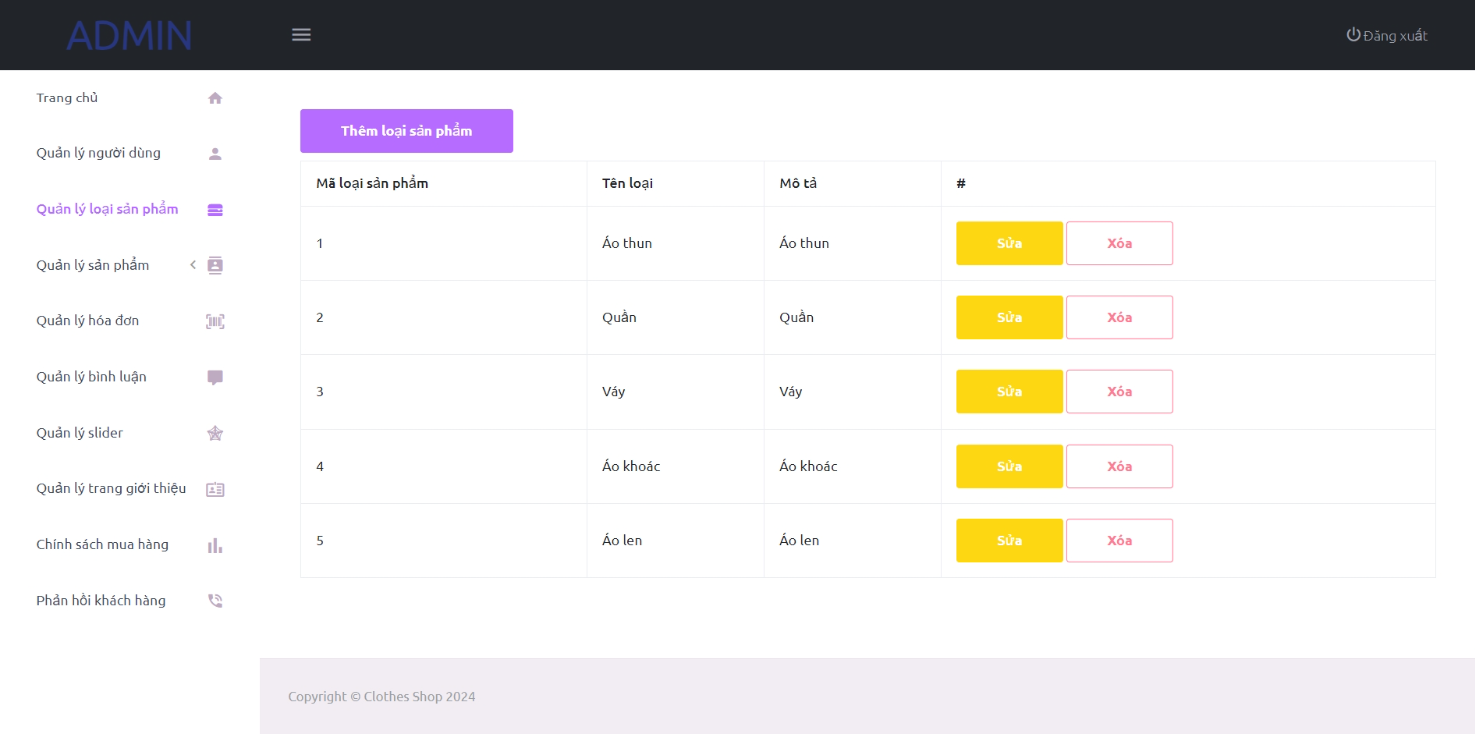 ADMIN
Đăng xuất
Trang chủ
Quản lý người dùng
Quản lý loại sản phẩm
Quản lý sản phẩm
Quản lý hóa đơn
Quản lý bình luận
Quản lý slider
Quản lý trang giới thiệu
Chính sách mua hàng
Phản hồi khách hàng
Thêm loại sản phẩm
Mã loại sản phẩm Tên loại Mô tả #
1 Áo thun Áo thun Sửa Xóa
2 Quần Quần Sửa Xóa
3 Váy Váy Sửa Xóa
4 Áo khoác Áo khoác Sửa Xóa
5 Áo len Áo len Sửa Xóa
Copyright © Clothes Shop 2024